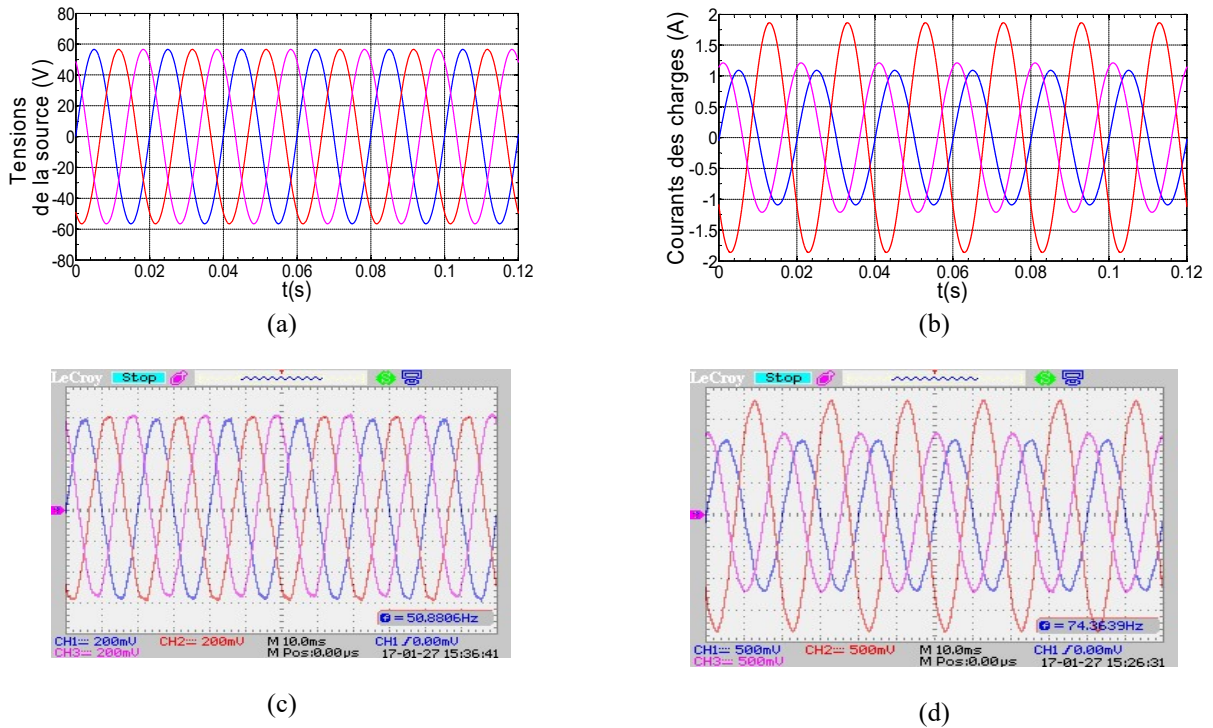 80
60
40
20
0
-20
-40
-60
-80
Tensions
de la source (V)
0 0.02 0.04 0.06 0.08 0.10 0.12
t(s)
(a)
2
1.5
1
0.5
0
-0.5
-1
-1.5
-2
Courants des charges (A)
0 0.02 0.04 0.06 0.08 0.1 0.12
t(s)
(b)
LeCroy Stop
f = 50.8806Hz
CH1 200mV CH2 200mV M 10.0ms CH1 0.00mV
CH3 200mV M Pos:0.00µs 17-01-27 15:36:41
(c)
LeCroy Stop
f = 74.3639Hz
CH1 500mV CH2 500mV M 10.0ms CH1 0.00mV
CH3 500mV M Pos:0.00µs 17-01-27 15:26:31
(d)